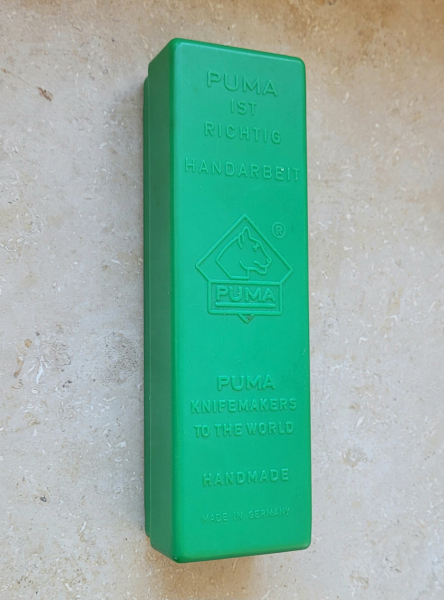 PUMA
IST
RICHTIG
HANDARBEIT
®
PUMA
PUMA
KNIFEMAKERS
TO THE WORLD
HANDMADE
MADE IN GERMANY